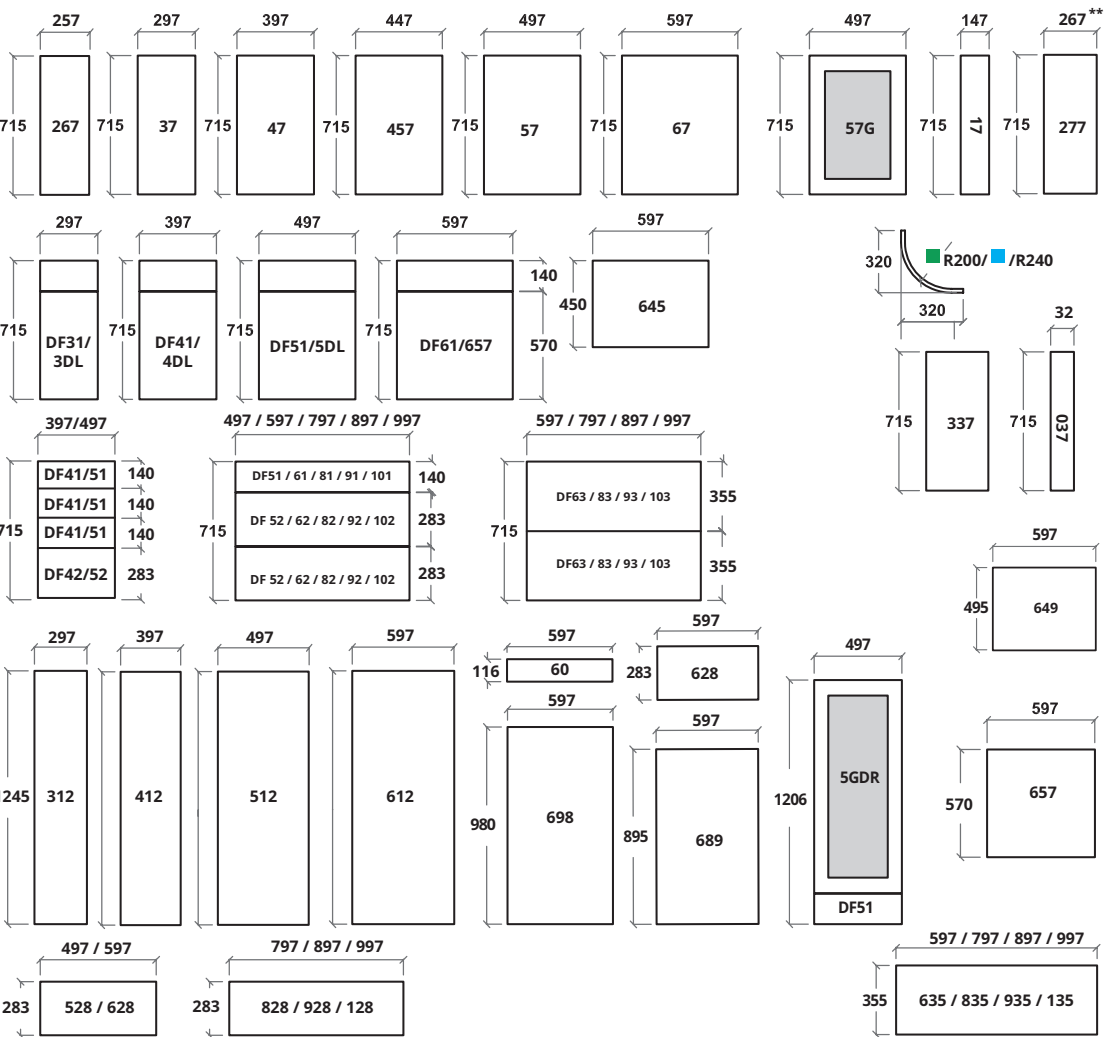 257 297 397 447 497 597 497 147 267**
715 267 715 37 715 47 715 457 715 57 715 67 715 57G 715 17 715 277
297 397 497 597 597
715 DF31/
3DL
715 DF41/
4DL
715 DF51/5DL
715 DF61/657
140
570
450 645
320 R200/ /R240
320
32
715 337
715 037
397/497
715
DF41/51 140
DF41/51 140
DF41/51 140
DF42/52 283
497 / 597 / 797 / 897 / 997
715
DF51 / 61 / 81 / 91 / 101 140
DF 52 / 62 / 82 / 92 / 102 283
DF 52 / 62 / 82 / 92 / 102 283
597 / 797 / 897 / 997
715
DF63 / 83 / 93 / 103 355
DF63 / 83 / 93 / 103 355
597
495 649
297 397 497 597
1245 312 412 512 612
597
116 60
597
283 628
597
980 698
597
895 689
497
1206 5GDR
DF51
597
570 657
497 / 597
283 528 / 628
797 / 897 / 997
283 828 / 928 / 128
597 / 797 / 897 / 997
355 635 / 835 / 935 / 135